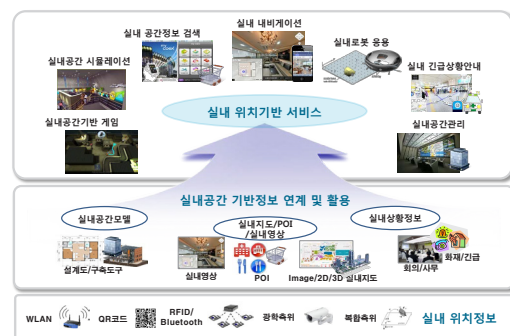 실내 공간정보 검색
실내 내비게이션
실내로봇 응용
실내공간 시뮬레이션
실내 긴급상황안내
실내 위치기반 서비스
실내공간기반 게임
실내공간관리
실내공간 기반정보 연계 및 활용
실내공간모델
실내지도/POI
/실내영상
실내상황정보
설계도/구축도구
실내영상
POI
Image/2D/3D 실내지도
회의/사무
화재/긴급
WLAN
QR코드
RFID/
Bluetooth
광학측위
복합측위
실내 위치정보